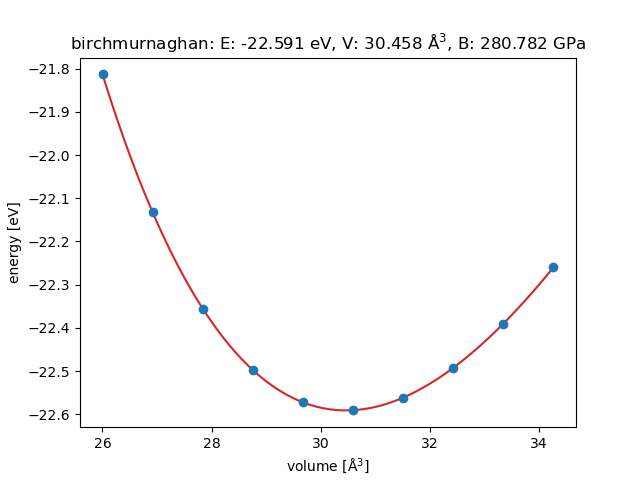 birchmurnaghan: E: -22.591 eV, V: 30.458 Å³, B: 280.782 GPa
−21.8
−21.9
−22.0
−22.1
−22.2
−22.3
−22.4
−22.5
−22.6
energy [eV]
26 28 30 32 34
volume [Å³]